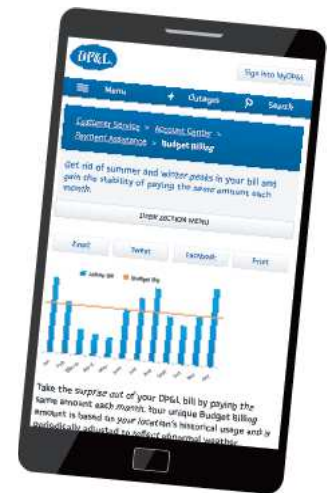 DP&L
Sign into MyDP&L
Menu
Outages
Search
Customer Service > Account Center >
Payment Assistance > Budget Billing
Get rid of summer and winter peaks in your bill and
gain the stability of paying the same amount each
month.
OPEN SECTION MENU
Email
Tweet
Facebook
Print
Utility Bill
Budget Bill
Take the surprise out of your DP&L bill by paying the
same amount each month. Your unique Budget Billing
amount is based on your location's historical usage and is
periodically adjusted to reflect abnormal weather